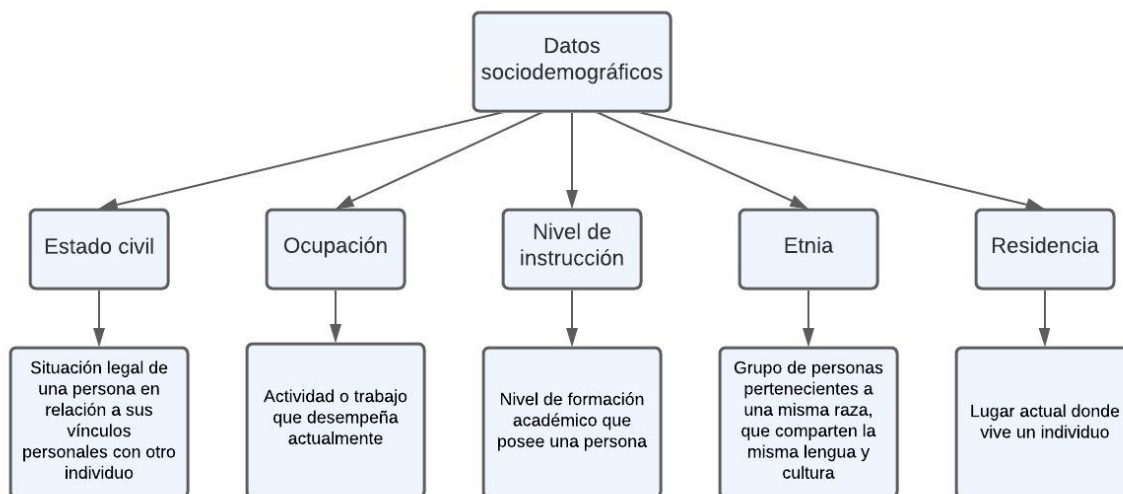 Datos
sociodemográficos
Estado civil
Ocupación
Nivel de
instrucción
Etnia
Residencia
Situación legal de
una persona en
relación a sus
vínculos
personales con otro
individuo
Actividad o trabajo
que desempeña
actualmente
Nivel de formación
académico que
posee una persona
Grupo de personas
pertenecientes a
una misma raza,
que comparten la
misma lengua y
cultura
Lugar actual donde
vive un individuo